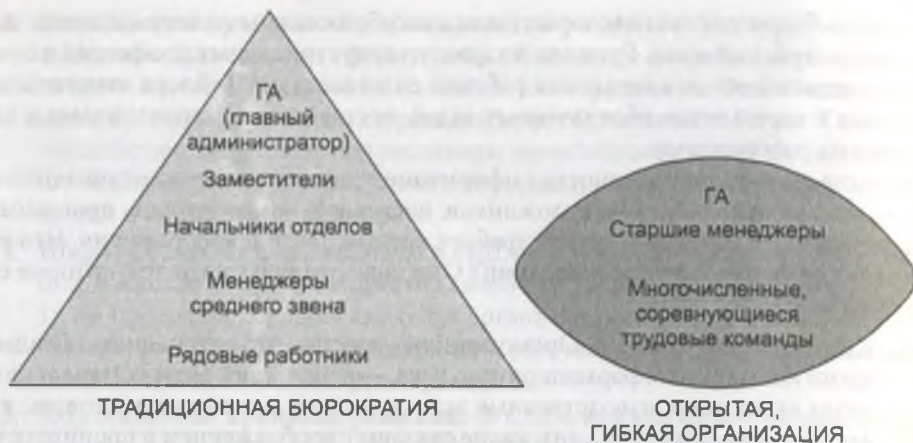 ГА
(главный
администратор)
Заместители
Начальники отделов
Менеджеры
среднего звена
Рядовые работники
ТРАДИЦИОННАЯ БЮРОКРАТИЯ
ГА
Старшие менеджеры
Многочисленные,
соревнующиеся
трудовые команды
ОТКРЫТАЯ,
ГИБКАЯ ОРГАНИЗАЦИЯ